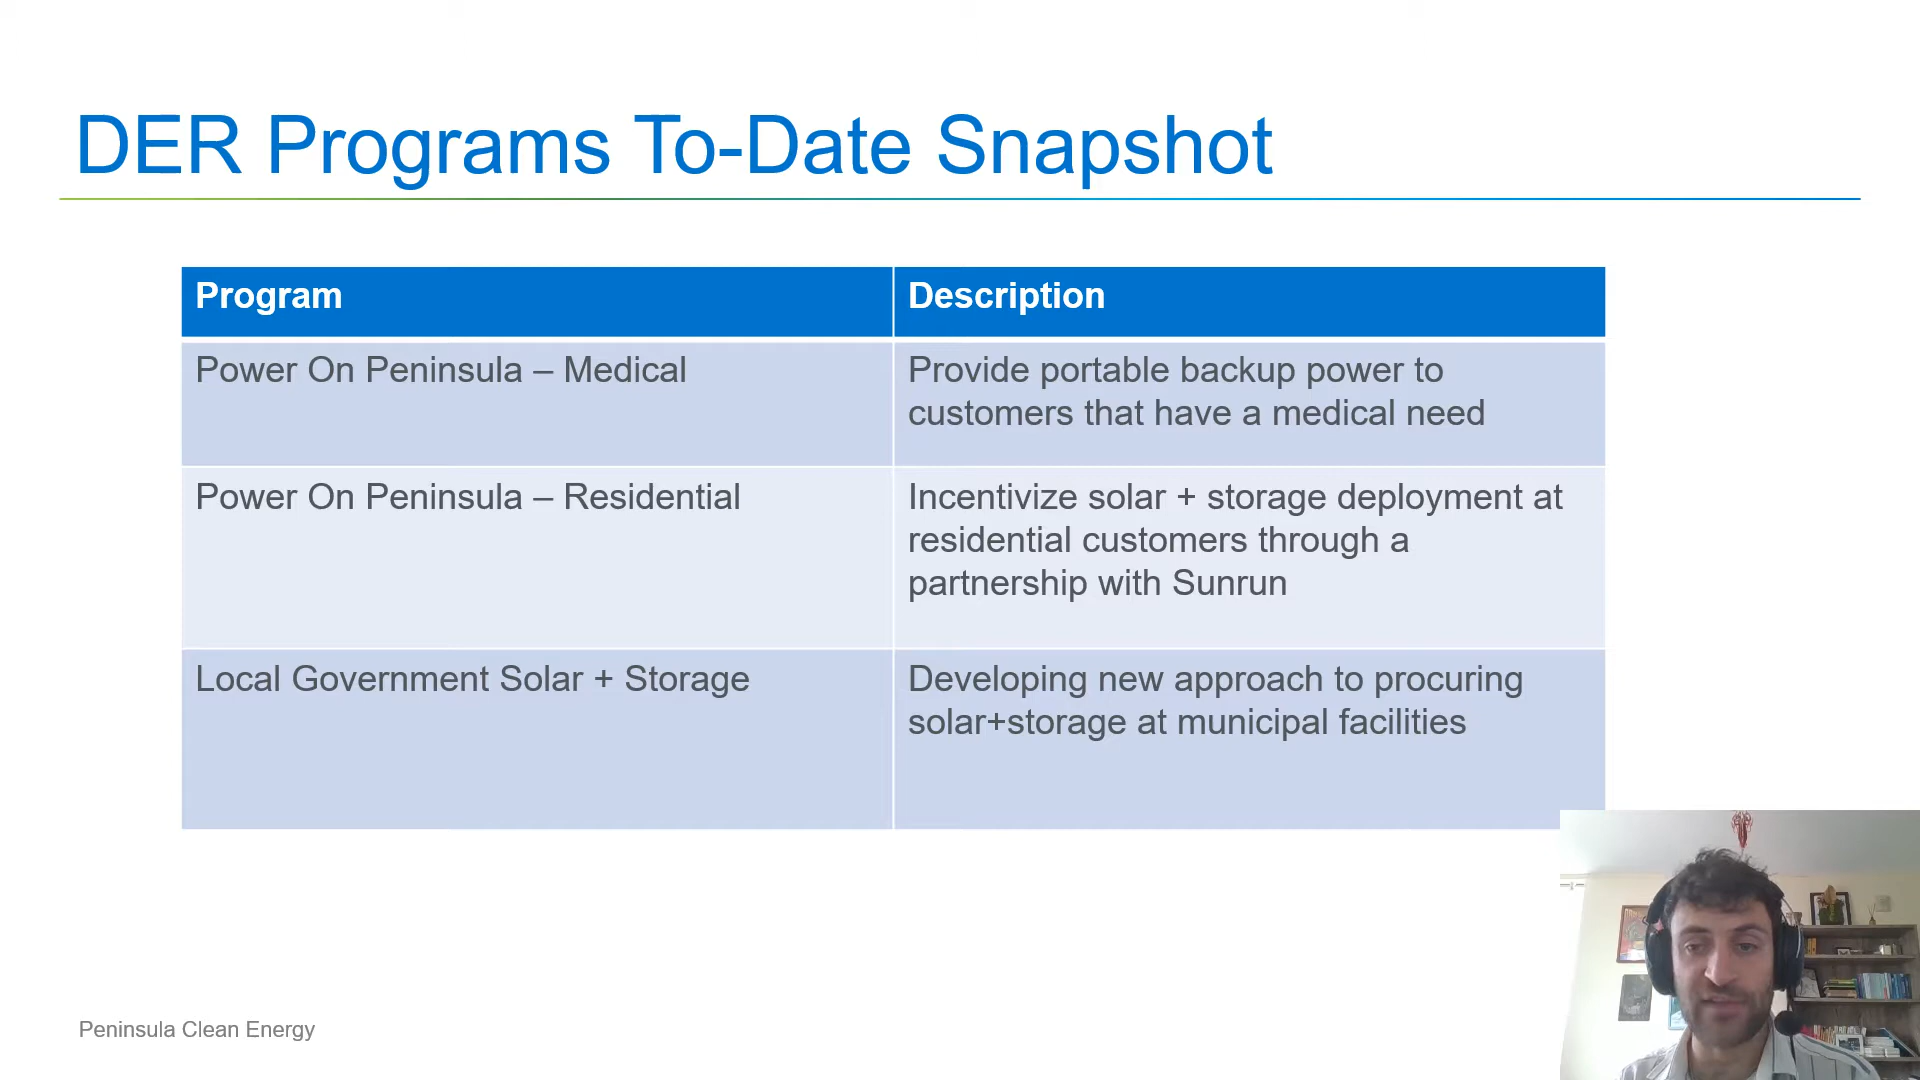 DER Programs To-Date Snapshot
Program
Description
Power On Peninsula – Medical
Provide portable backup power to
customers that have a medical need
Power On Peninsula – Residential
Incentivize solar + storage deployment at
residential customers through a
partnership with Sunrun
Local Government Solar + Storage
Developing new approach to procuring
solar+storage at municipal facilities
Peninsula Clean Energy